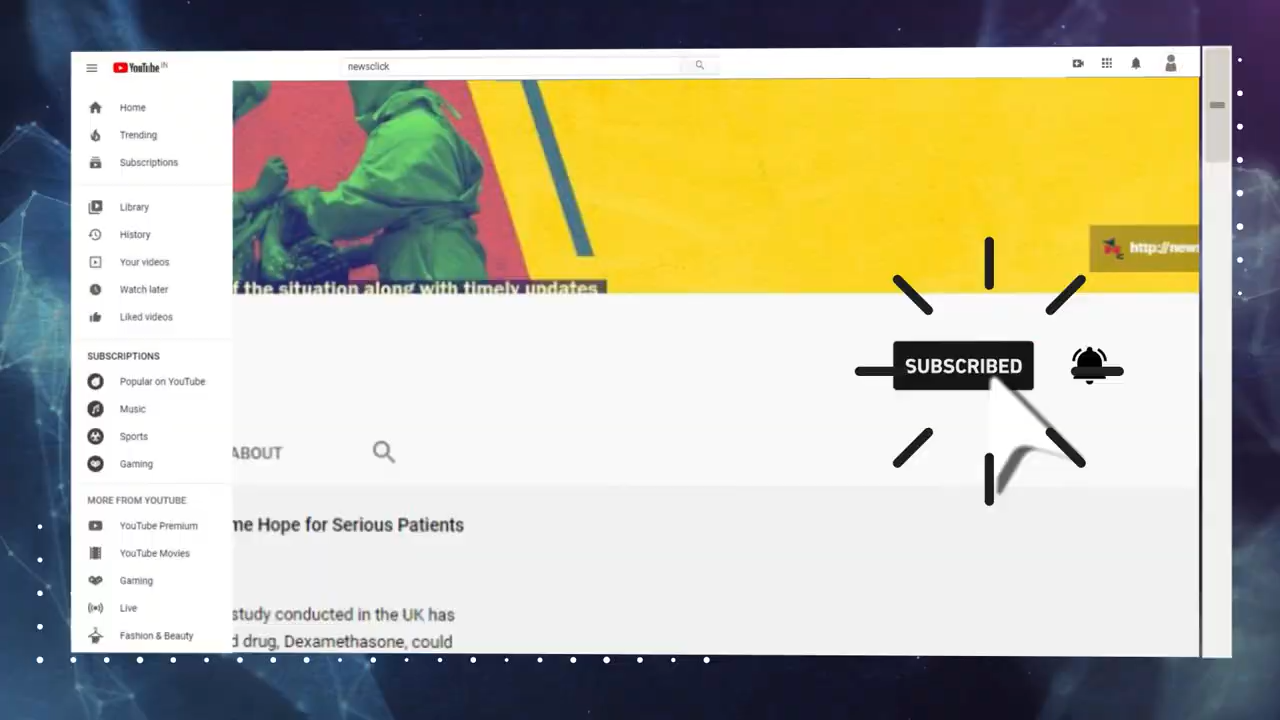 YouTube IN
newsclick
Home
Trending
Subscriptions
Library
History
Your videos
Watch later
Liked videos
SUBSCRIPTIONS
Popular on YouTube
Music
Sports
Gaming
MORE FROM YOUTUBE
YouTube Premium
YouTube Movies
Gaming
Live
Fashion & Beauty
http://news
f the situation along with timely updates
SUBSCRIBED
ABOUT
me Hope for Serious Patients
study conducted in the UK has
d drug, Dexamethasone, could